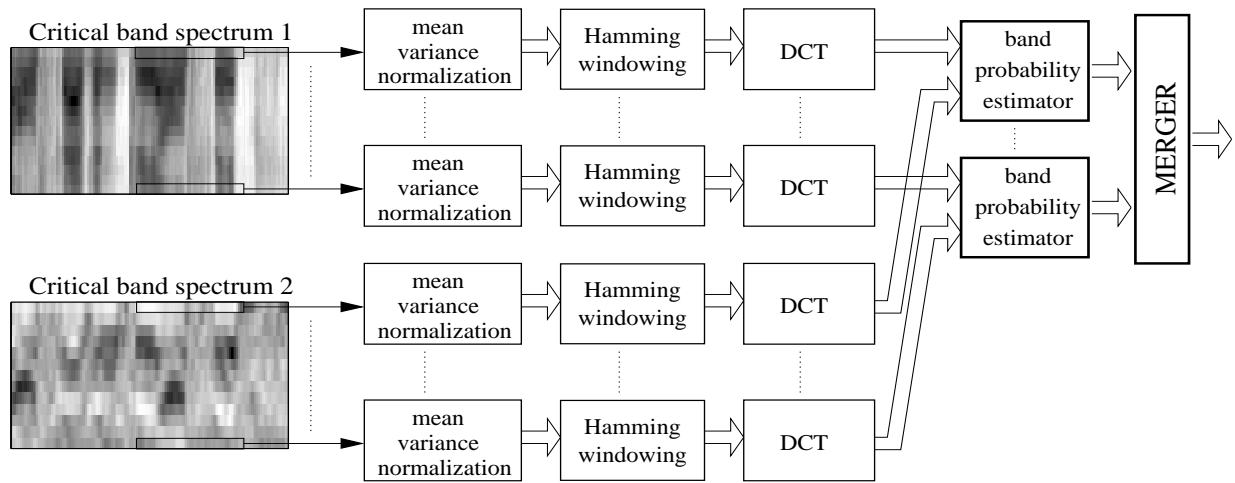 Critical band spectrum 1
mean
variance
normalization
Hamming
windowing
DCT
band
probability
estimator
mean
variance
normalization
Hamming
windowing
DCT
band
probability
estimator
MERGER
Critical band spectrum 2
mean
variance
normalization
Hamming
windowing
DCT
mean
variance
normalization
Hamming
windowing
DCT